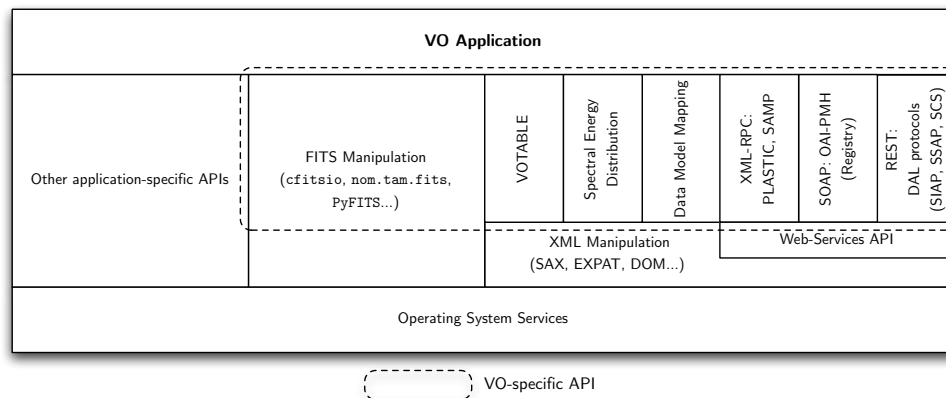 VO Application
Other application-specific APIs
FITS Manipulation
(cfitsio, nom.tam.fits,
PyFITS...)
VOTABLE
Spectral Energy
Distribution
Data Model Mapping
XML-RPC:
PLASTIC, SAMP
SOAP: OAI-PMH
(Registry)
REST:
DAL protocols
(SIAP, SSAP, SCS)
XML Manipulation
(SAX, EXPAT, DOM...)
Web-Services API
Operating System Services
VO-specific API